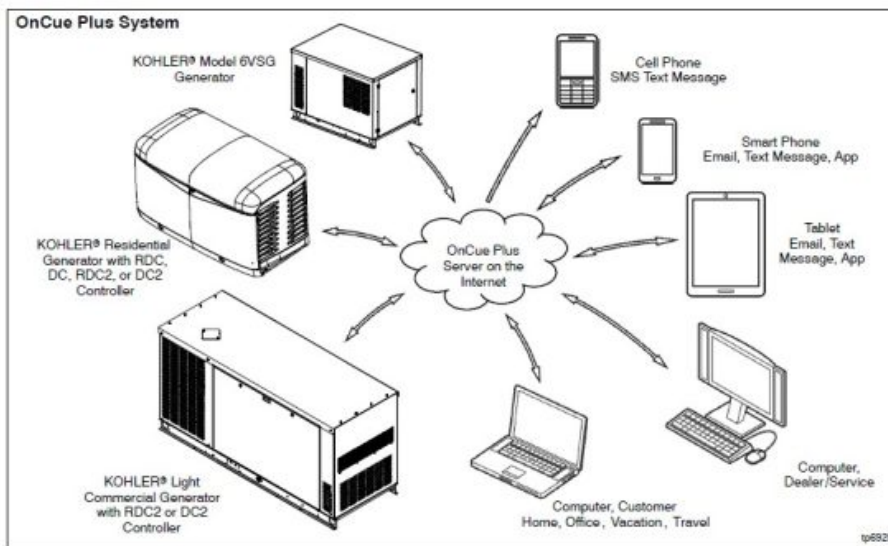 OnCue Plus System
KOHLER® Model 6VSG
Generator
Cell Phone
SMS Text Message
Smart Phone
Email, Text Message, App
KOHLER® Residential
Generator with RDC,
DC, RDC2, or DC2
Controller
OnCue Plus
Server on the
Internet
Tablet
Email, Text
Message, App
KOHLER® Light
Commercial Generator
with RDC2 or DC2
Controller
Computer, Customer
Home, Office, Vacation, Travel
Computer,
Dealer/Service
tp692